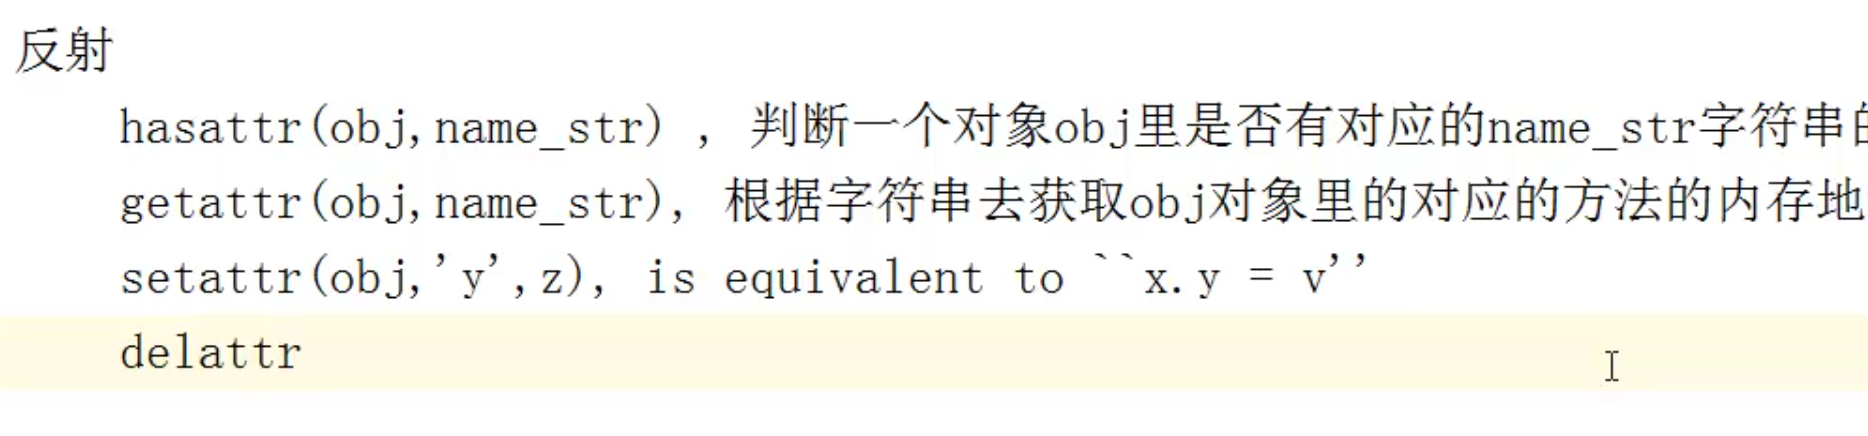 反射
hasattr(obj,name_str) , 判断一个对象obj里是否有对应的name_str字符串的
getattr(obj,name_str), 根据字符串去获取obj对象里的对应的方法的内存地
setattr(obj,'y',z), is equivalent to ``x.y = v''
delattr